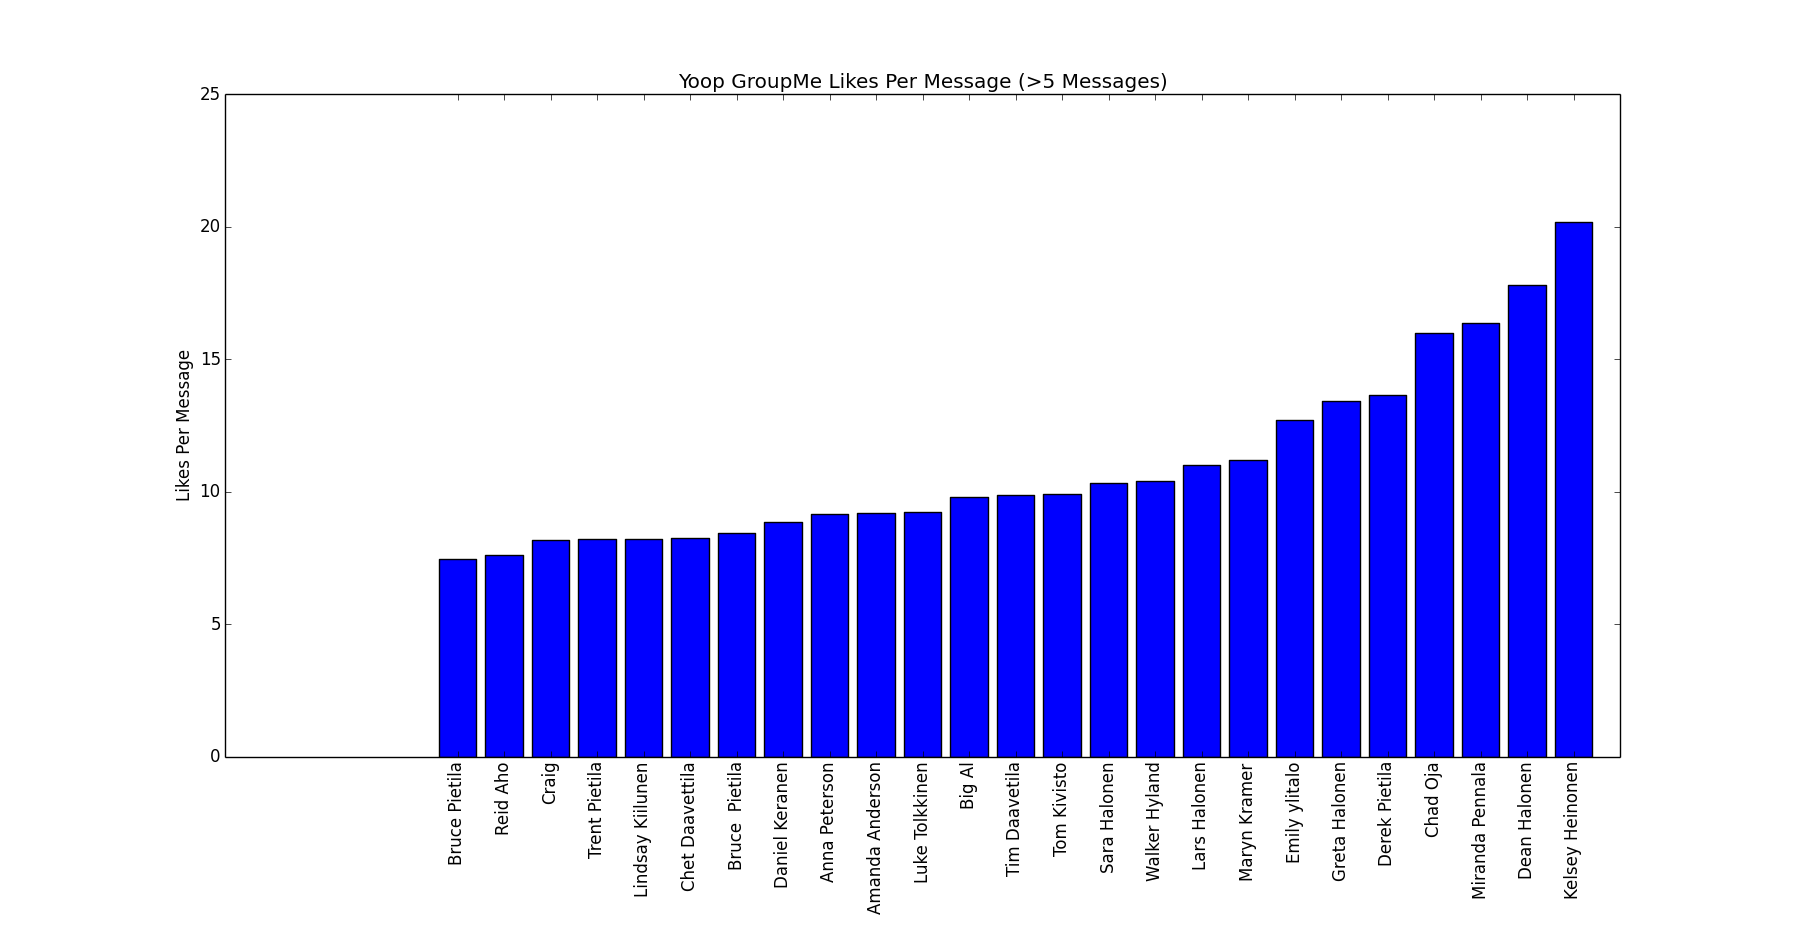 Yoop GroupMe Likes Per Message (>5 Messages)
25
20
15
10
5
0
Likes Per Message
Bruce Pietila
Reid Aho
Craig
Trent Pietila
Lindsay Kiilunen
Chet Daavettila
Bruce  Pietila
Daniel Keranen
Anna Peterson
Amanda Anderson
Luke Tolkkinen
Big Al
Tim Daavetila
Tom Kivisto
Sara Halonen
Walker Hyland
Lars Halonen
Maryn Kramer
Emily ylitalo
Greta Halonen
Derek Pietila
Chad Oja
Miranda Pennala
Dean Halonen
Kelsey Heinonen